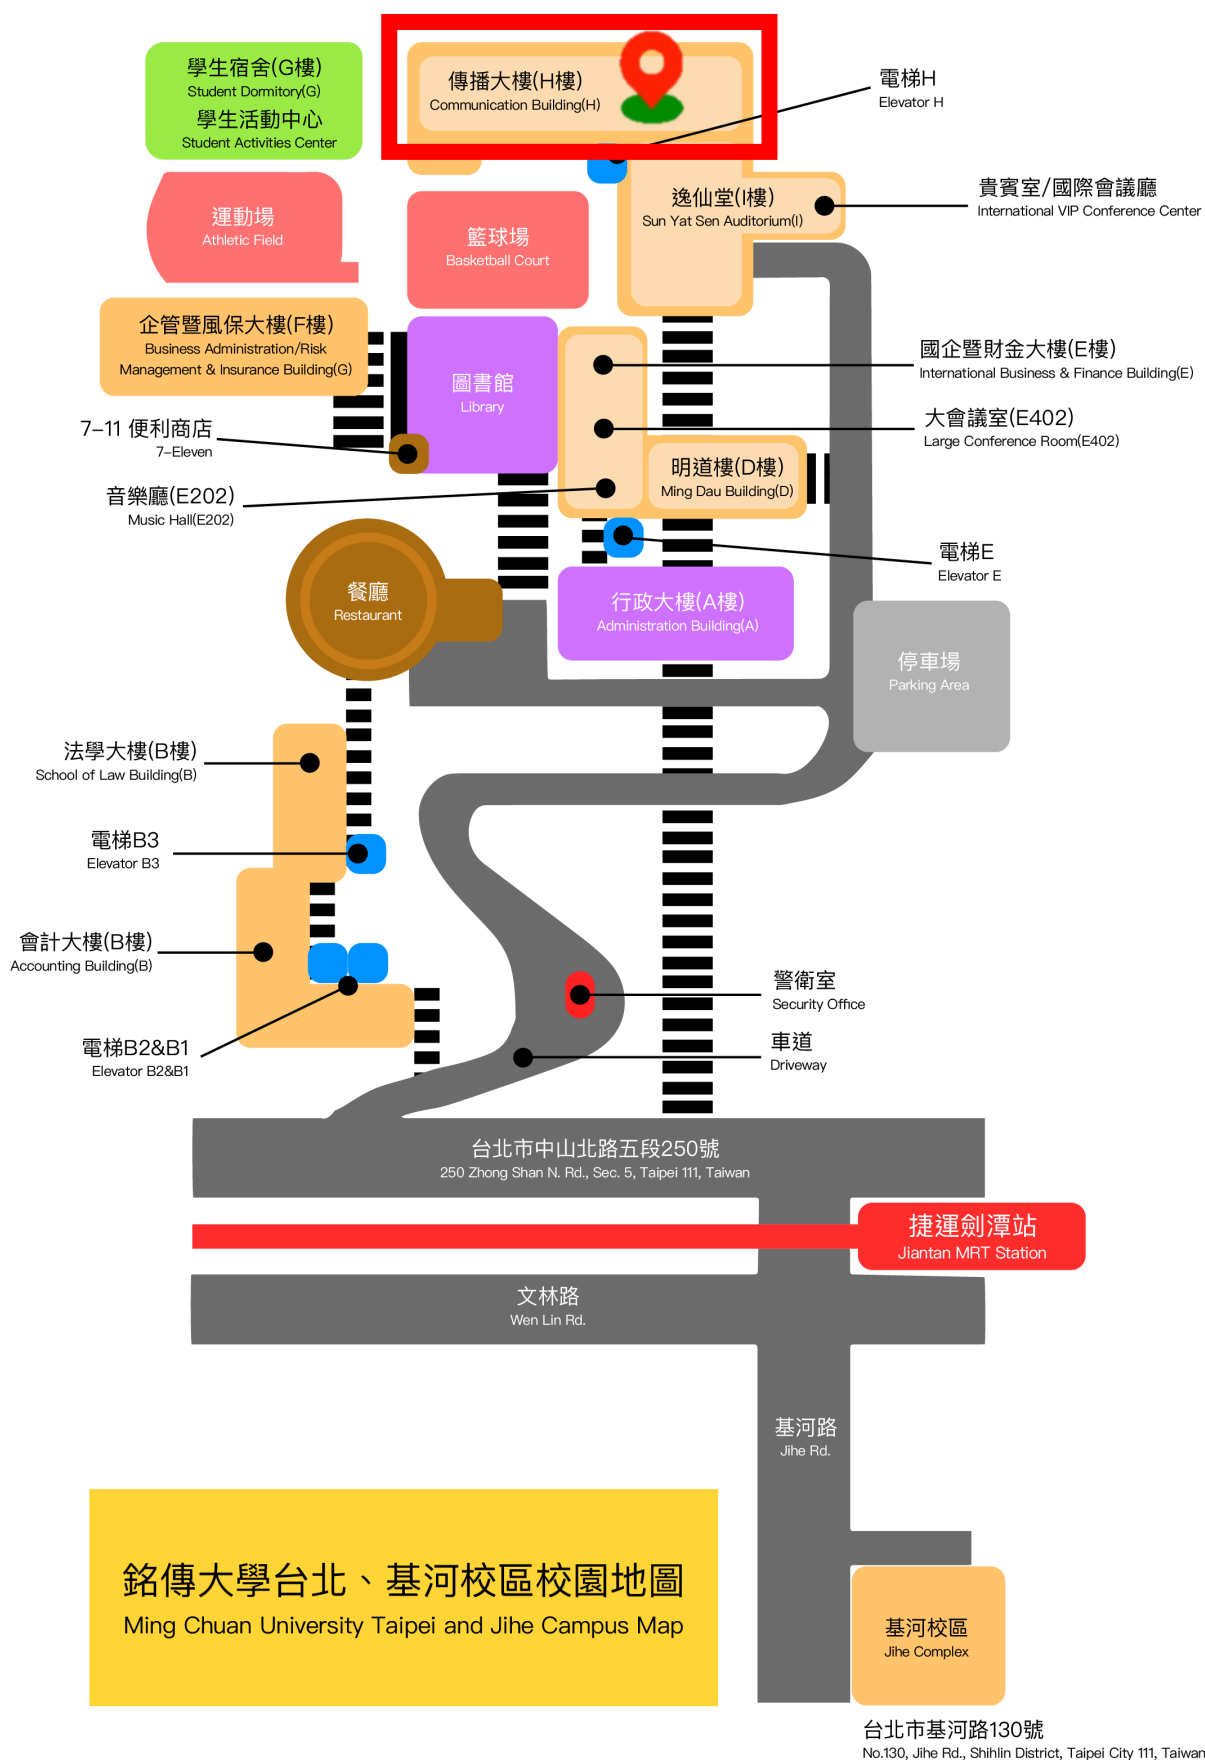 學生宿舍(G樓)
Student Dormitory(G)
學生活動中心
Student Activities Center
傳播大樓(H樓)
Communication Building(H)
電梯H
Elevator H
運動場
Athletic Field
籃球場
Basketball Court
逸仙堂(I樓)
Sun Yat Sen Auditorium(I)
貴賓室/國際會議廳
International VIP Conference Center
企管暨風保大樓(F樓)
Business Administration/Risk
Management & Insurance Building(G)
圖書館
Library
國企暨財金大樓(E樓)
International Business & Finance Building(E)
7-11 便利商店
7-Eleven
大會議室(E402)
Large Conference Room(E402)
音樂廳(E202)
Music Hall(E202)
明道樓(D樓)
Ming Dau Building(D)
電梯E
Elevator E
餐廳
Restaurant
行政大樓(A樓)
Administration Building(A)
停車場
Parking Area
法學大樓(B樓)
School of Law Building(B)
電梯B3
Elevator B3
會計大樓(B樓)
Accounting Building(B)
警衛室
Security Office
電梯B2&B1
Elevator B2&B1
車道
Driveway
台北市中山北路五段250號
250 Zhong Shan N. Rd., Sec. 5, Taipei 111, Taiwan
捷運劍潭站
Jiantan MRT Station
文林路
Wen Lin Rd.
基河路
Jihe Rd.
銘傳大學台北、基河校區校園地圖
Ming Chuan University Taipei and Jihe Campus Map
基河校區
Jihe Complex
台北市基河路130號
No.130, Jihe Rd., Shihlin District, Taipei City 111, Taiwan